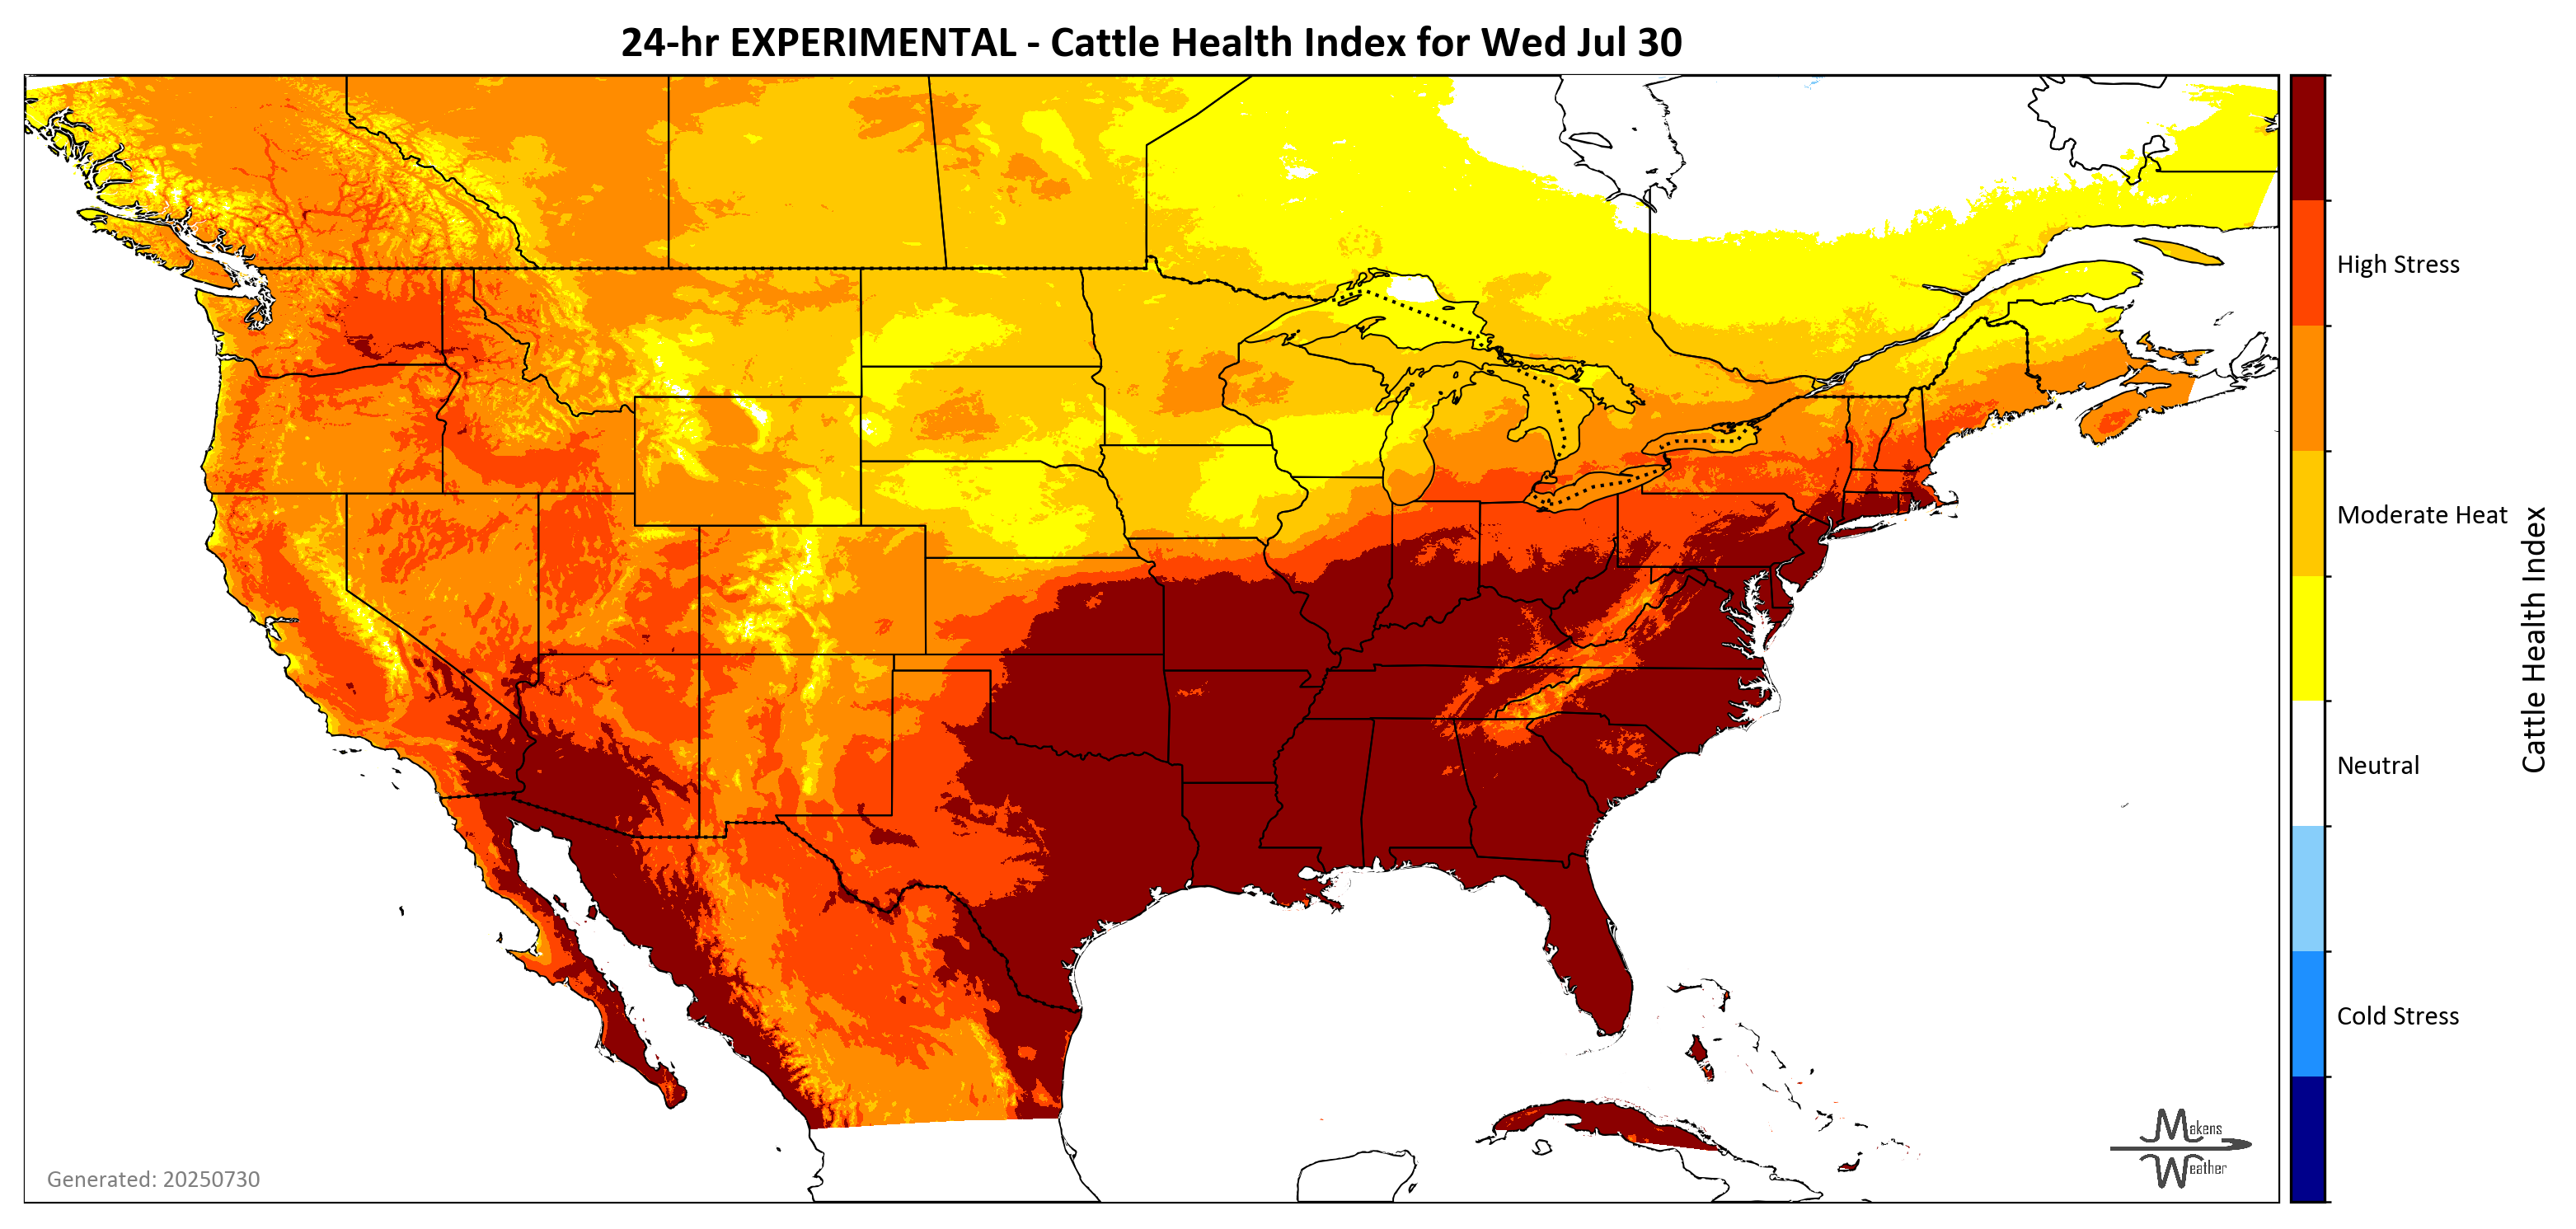 24-hr EXPERIMENTAL - Cattle Health Index for Wed Jul 30
High Stress
Moderate Heat
Neutral
Cold Stress
Cattle Health Index
Makens
Weather
Generated: 20250730